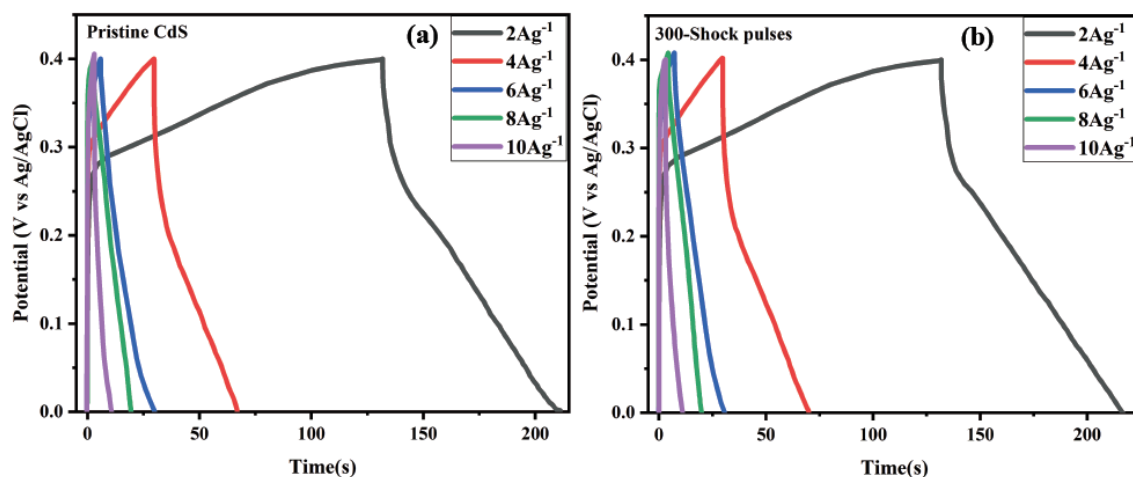 Pristine CdS
(a)
2Ag⁻¹
4Ag⁻¹
6Ag⁻¹
8Ag⁻¹
10Ag⁻¹
Potential (V vs Ag/AgCl)
0.4
0.3
0.2
0.1
0.0
0 50 100 150 200
Time(s)
300-Shock pulses
(b)
2Ag⁻¹
4Ag⁻¹
6Ag⁻¹
8Ag⁻¹
10Ag⁻¹
Potential (V vs Ag/AgCl)
0.4
0.3
0.2
0.1
0.0
0 50 100 150 200
Time(s)